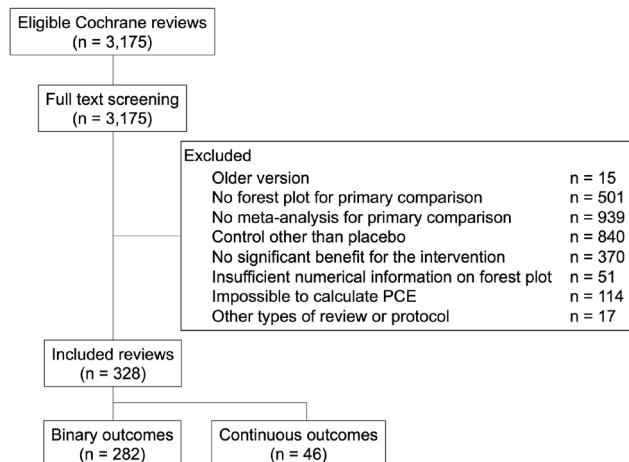 Eligible Cochrane reviews
(n = 3,175)
Full text screening
(n = 3,175)
Excluded
Older version n = 15
No forest plot for primary comparison n = 501
No meta-analysis for primary comparison n = 939
Control other than placebo n = 840
No significant benefit for the intervention n = 370
Insufficient numerical information on forest plot n = 51
Impossible to calculate PCE n = 114
Other types of review or protocol n = 17
Included reviews
(n = 328)
Binary outcomes
(n = 282)
Continuous outcomes
(n = 46)